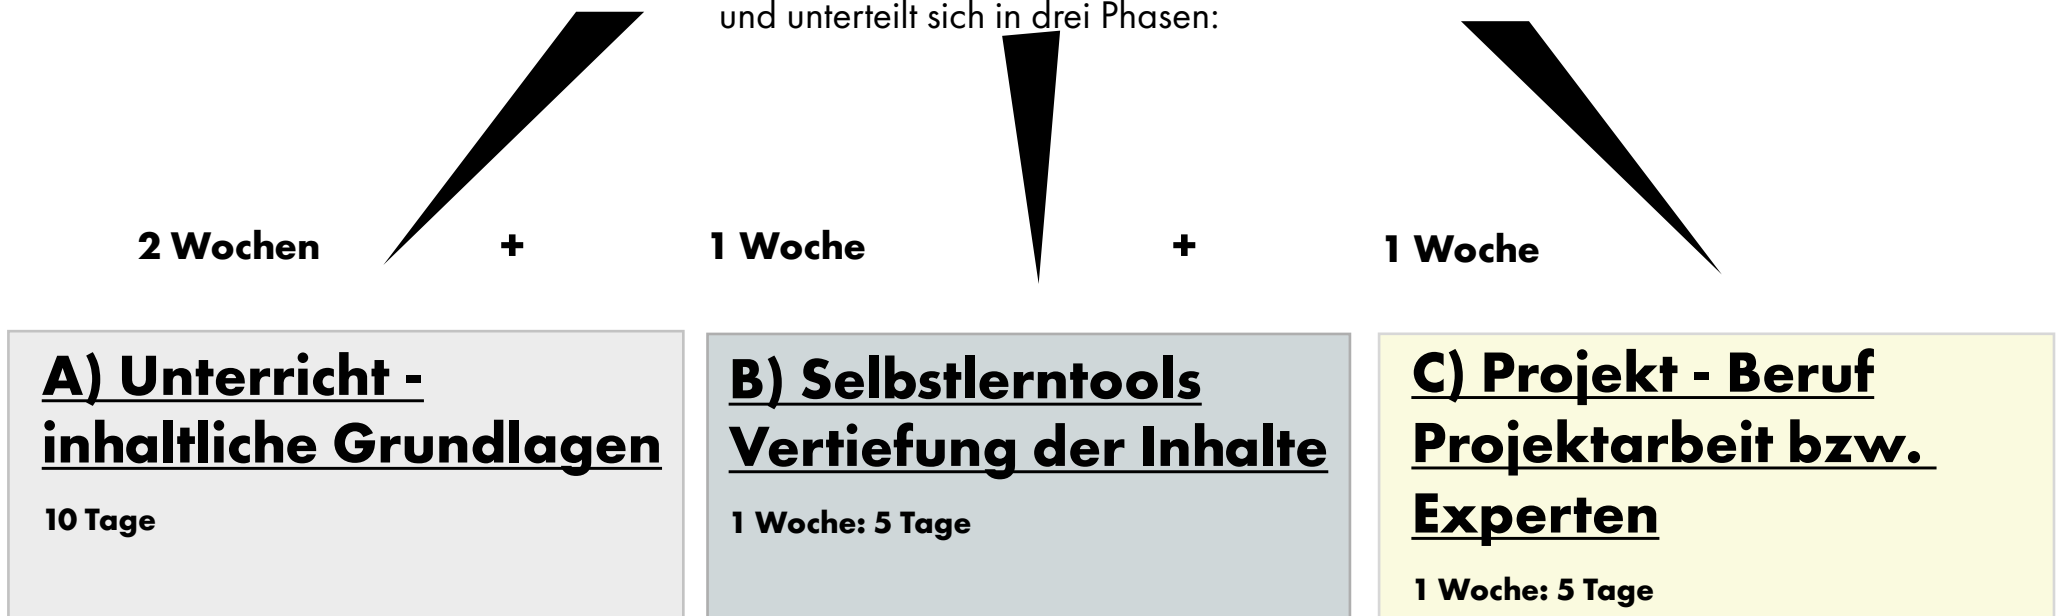 und unterteilt sich in drei Phasen:
2 Wochen + 1 Woche + 1 Woche
A) Unterricht -
inhaltliche Grundlagen
10 Tage
B) Selbstlerntools
Vertiefung der Inhalte
1 Woche: 5 Tage
C) Projekt - Beruf
Projektarbeit bzw.
Experten
1 Woche: 5 Tage